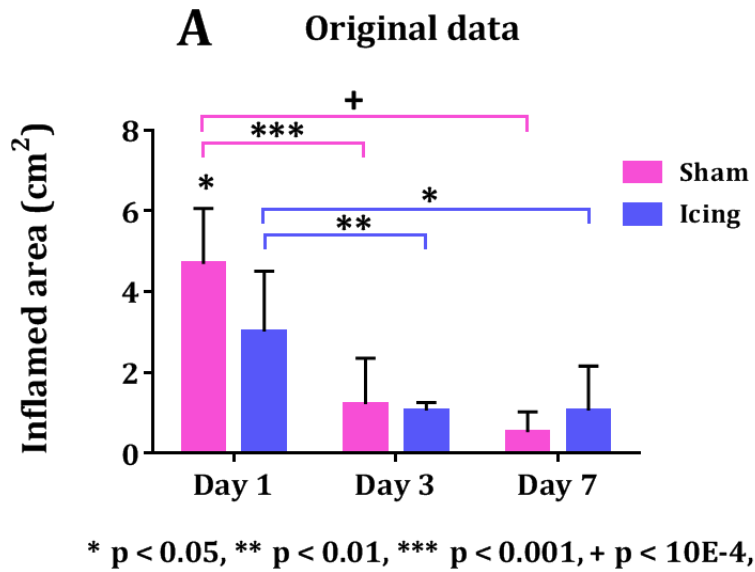 A Original data
+
***
*
*
**
Inflamed area (cm²)
8
6
4
2
0
Sham
Icing
Day 1 Day 3 Day 7
* p < 0.05, ** p < 0.01, *** p < 0.001, + p < 10E-4,